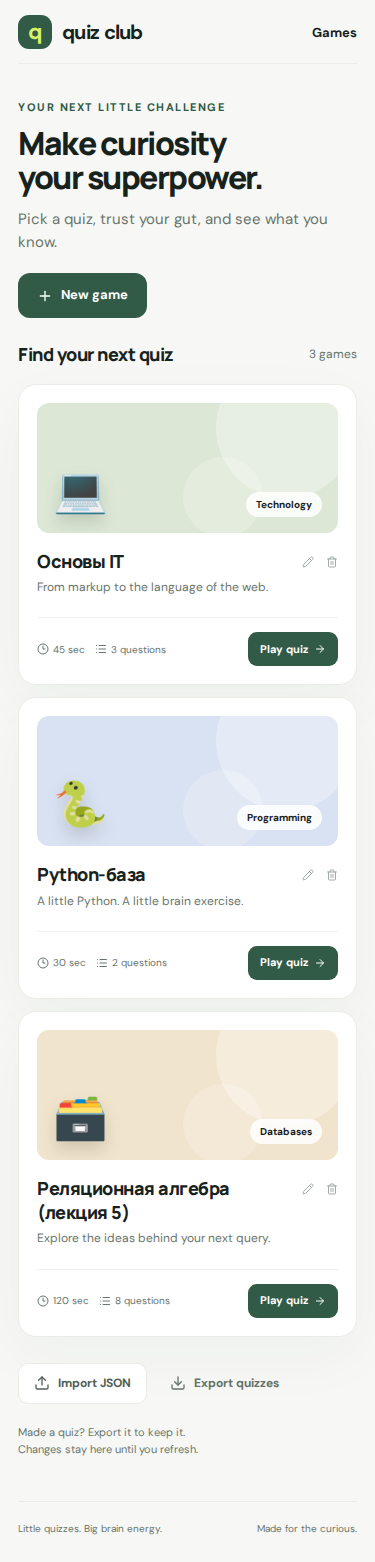 q quiz club Games
YOUR NEXT LITTLE CHALLENGE
Make curiosity
your superpower.
Pick a quiz, trust your gut, and see what you
know.
+ New game
Find your next quiz 3 games
Technology
Основы IT
From markup to the language of the web.
45 sec 3 questions Play quiz →
Programming
Python-база
A little Python. A little brain exercise.
30 sec 2 questions Play quiz →
Databases
Реляционная алгебра
(лекция 5)
Explore the ideas behind your next query.
120 sec 8 questions Play quiz →
Import JSON Export quizzes
Made a quiz? Export it to keep it.
Changes stay here until you refresh.
Little quizzes. Big brain energy. Made for the curious.